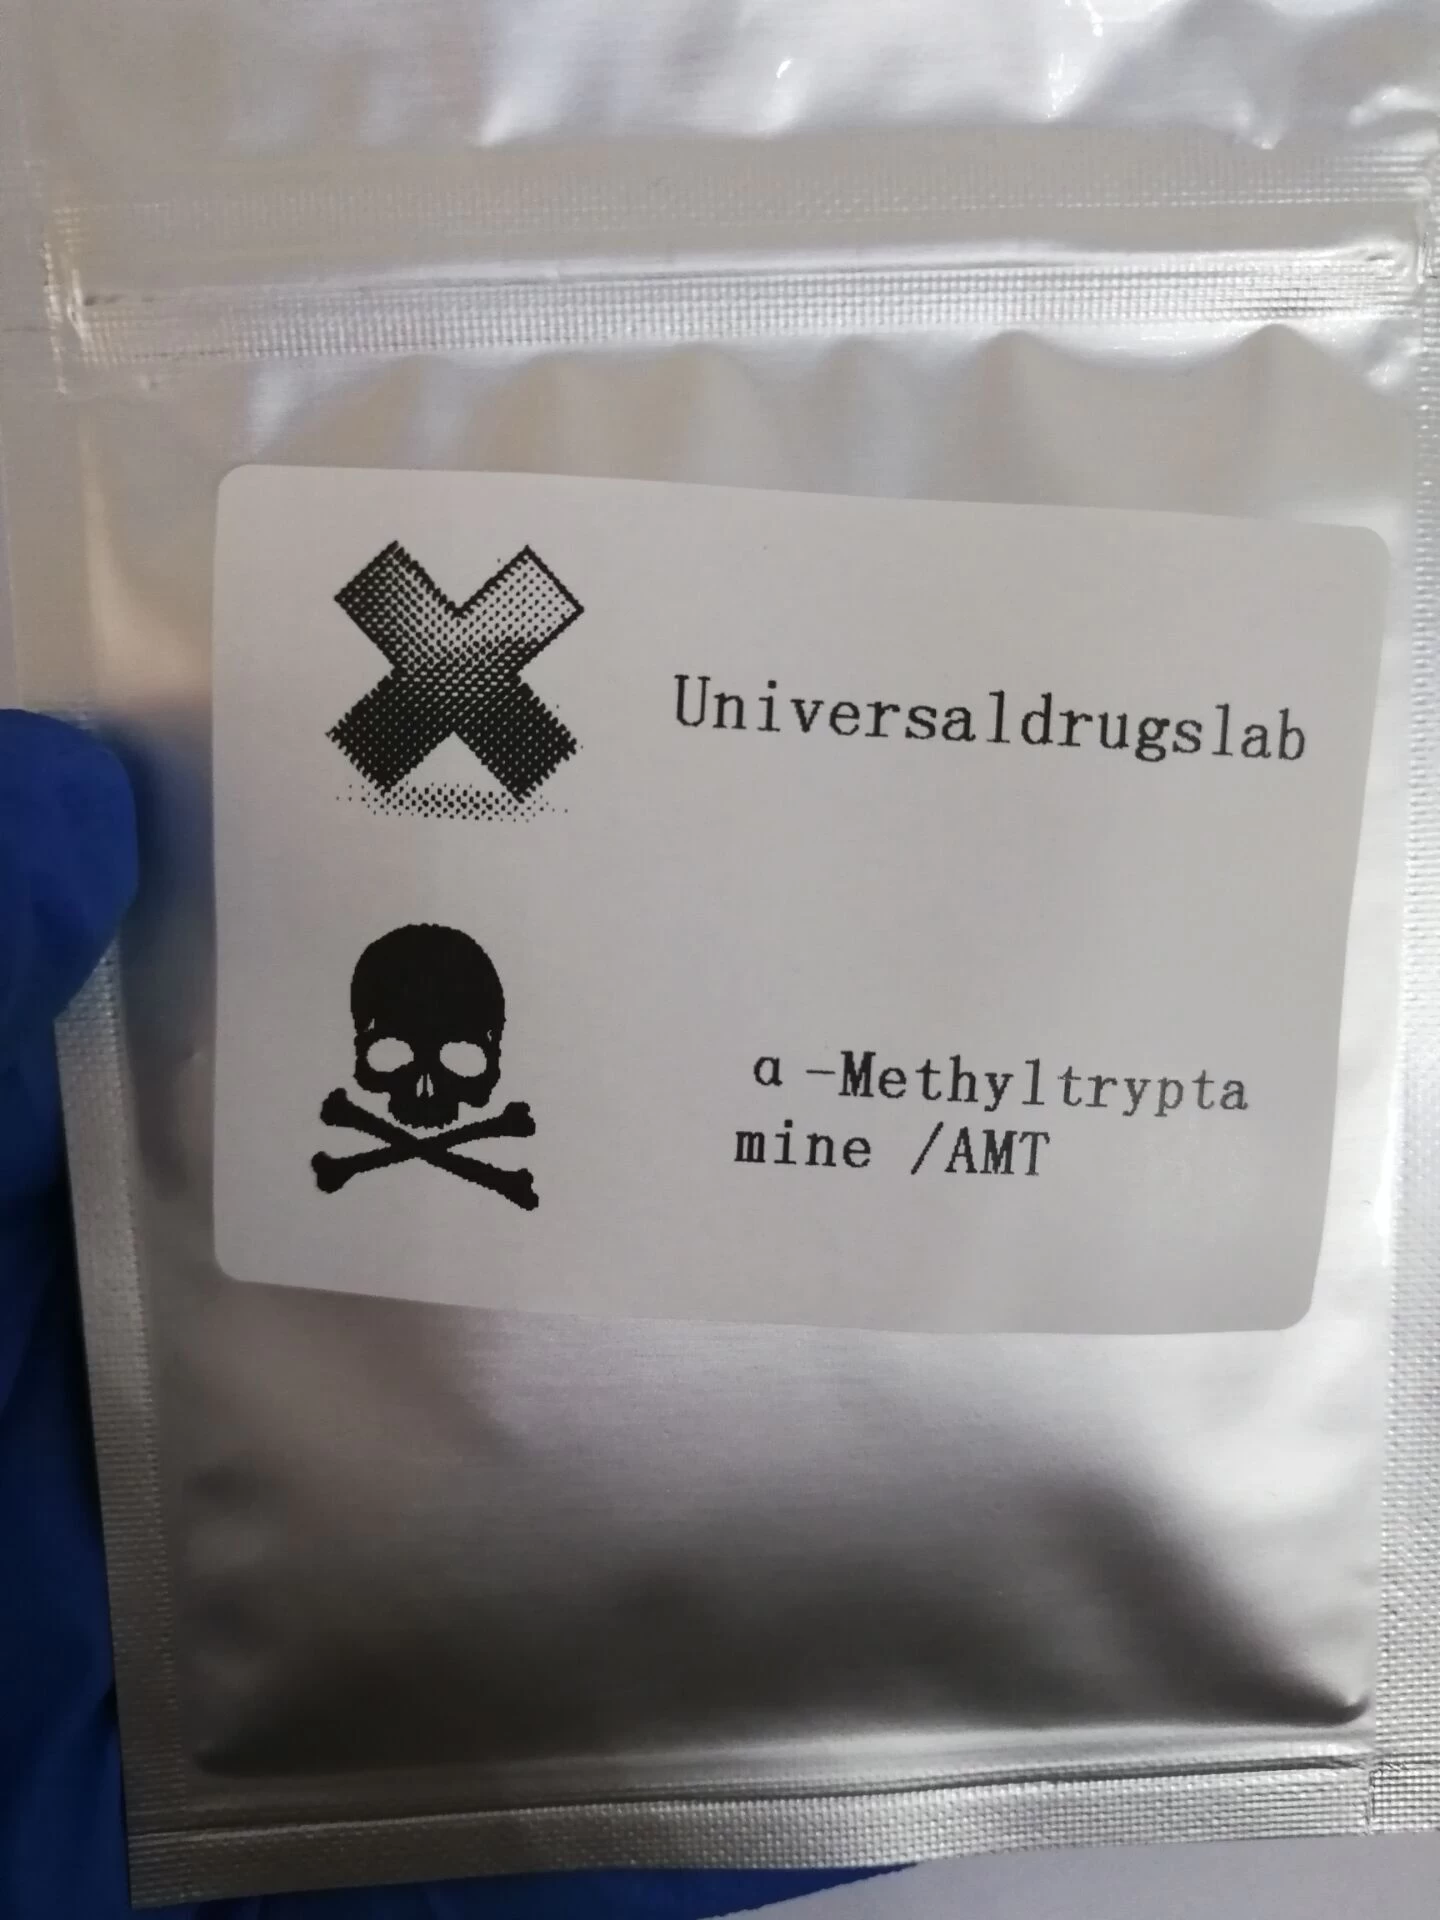 Universaldrugslab
α-Methyltrypta
mine /AMT